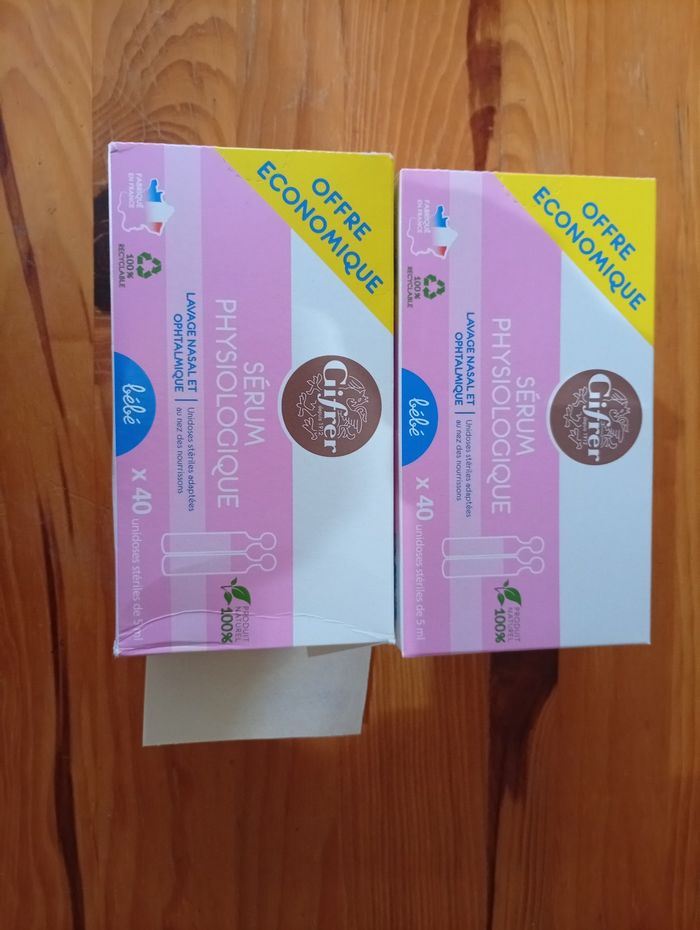 OFFRE
ECONOMIQUE
Gifrer
SÉRUM
PHYSIOLOGIQUE
LAVAGE NASAL ET
OPHTALMIQUE
Unidoses stériles adaptées
au nez des nourrissons
FABRIQUÉ
EN FRANCE
100%
RECYCLABLE
bébé
x 40 unidoses stériles de 5 ml
PRODUIT
NATUREL
100%
OFFRE
ECONOMIQUE
Gifrer
depuis 1912
SÉRUM
PHYSIOLOGIQUE
LAVAGE NASAL ET
OPHTALMIQUE
Unidoses stériles adaptées
au nez des nourrissons
FABRIQUÉ
EN FRANCE
100%
RECYCLABLE
bébé
x 40 unidoses stériles de 5 ml
PRODUIT
NATUREL
100%